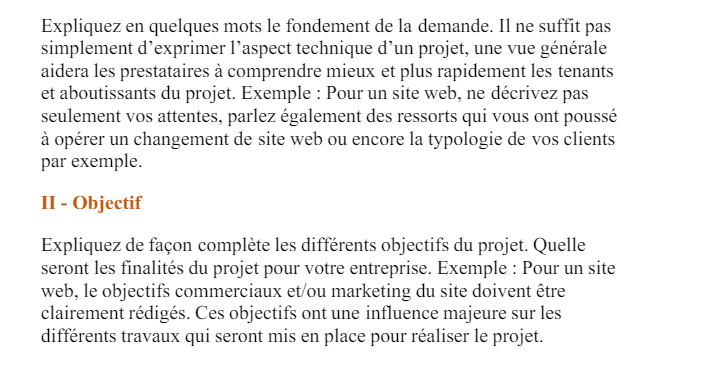 Expliquez en quelques mots le fondement de la demande. Il ne suffit pas
simplement d’exprimer l’aspect technique d’un projet, une vue générale
aidera les prestataires à comprendre mieux et plus rapidement les tenants
et aboutissants du projet. Exemple : Pour un site web, ne décrivez pas
seulement vos attentes, parlez également des ressorts qui vous ont poussé
à opérer un changement de site web ou encore la typologie de vos clients
par exemple.
II - Objectif
Expliquez de façon complète les différents objectifs du projet. Quelle
seront les finalités du projet pour votre entreprise. Exemple : Pour un site
web, le objectifs commerciaux et/ou marketing du site doivent être
clairement rédigés. Ces objectifs ont une influence majeure sur les
différents travaux qui seront mis en place pour réaliser le projet.